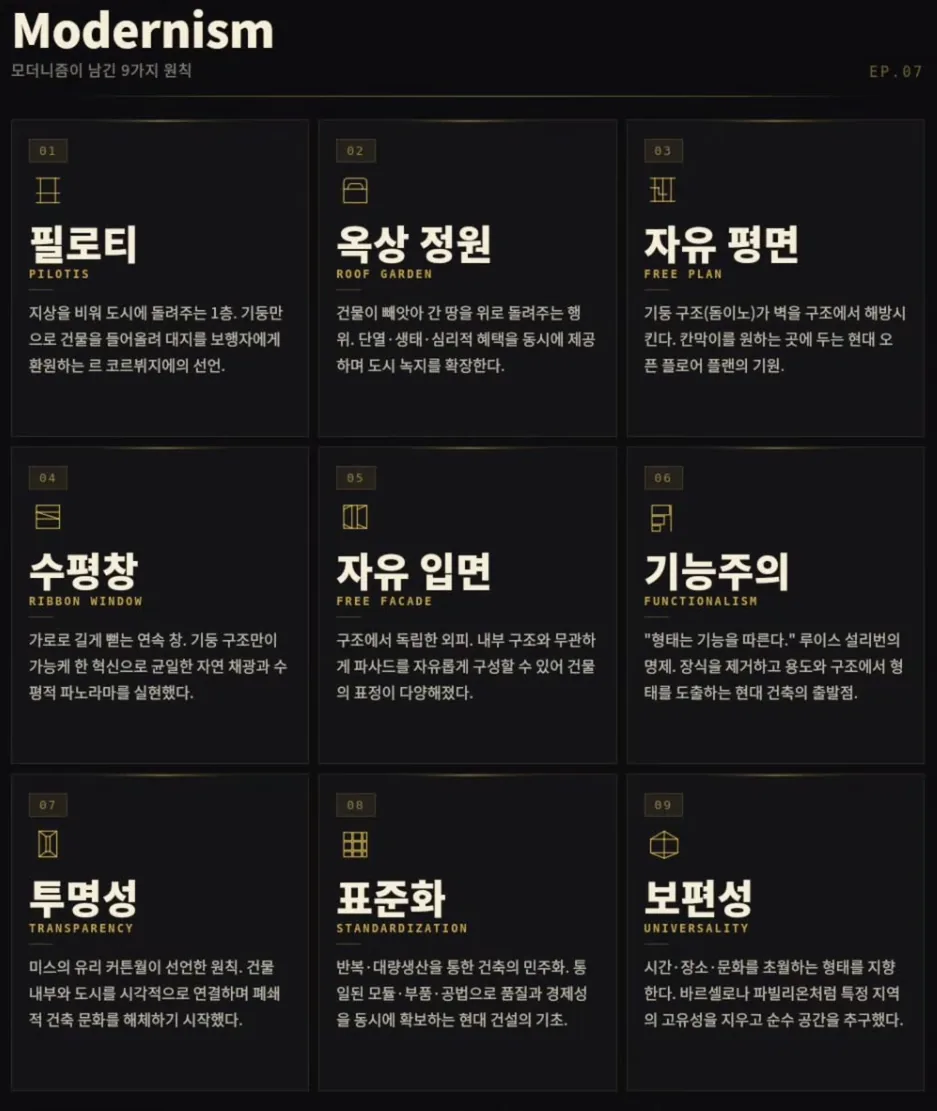 Modernism
모더니즘이 남긴 9가지 원칙
EP.07
01
필로티
PILOTIS
지상을 비워 도시에 돌려주는 1층. 기둥만
으로 건물을 들어올려 대지를 보행자에게
환원하는 르 코르뷔지에의 선언.
02
옥상 정원
ROOF GARDEN
건물이 빼앗아 간 땅을 위로 돌려주는 행
위. 단열·생태·심리적 혜택을 동시에 제공
하며 도시 녹지를 확장한다.
03
자유 평면
FREE PLAN
기둥 구조(돔이노)가 벽을 구조에서 해방시
킨다. 칸막이를 원하는 곳에 두는 현대 오
픈 플로어 플랜의 기원.
04
수평창
RIBBON WINDOW
가로로 길게 뻗는 연속 창. 기둥 구조만이
가능케 한 혁신으로 균일한 자연 채광과 수
평적 파노라마를 실현했다.
05
자유 입면
FREE FACADE
구조에서 독립한 외피. 내부 구조와 무관하
게 파사드를 자유롭게 구성할 수 있어 건물
의 표정이 다양해졌다.
06
기능주의
FUNCTIONALISM
"형태는 기능을 따른다." 루이스 설리번의
명제. 장식을 제거하고 용도와 구조에서 형
태를 도출하는 현대 건축의 출발점.
07
투명성
TRANSPARENCY
미스의 유리 커튼월이 선언한 원칙. 건물
내부와 도시를 시각적으로 연결하며 폐쇄
적 건축 문화를 해체하기 시작했다.
08
표준화
STANDARDIZATION
반복·대량생산을 통한 건축의 민주화. 통
일된 모듈·부품·공법으로 품질과 경제성
을 동시에 확보하는 현대 건설의 기초.
09
보편성
UNIVERSALITY
시간·장소·문화를 초월하는 형태를 지향
한다. 바르셀로나 파빌리온처럼 특정 지역
의 고유성을 지우고 순수 공간을 추구했다.